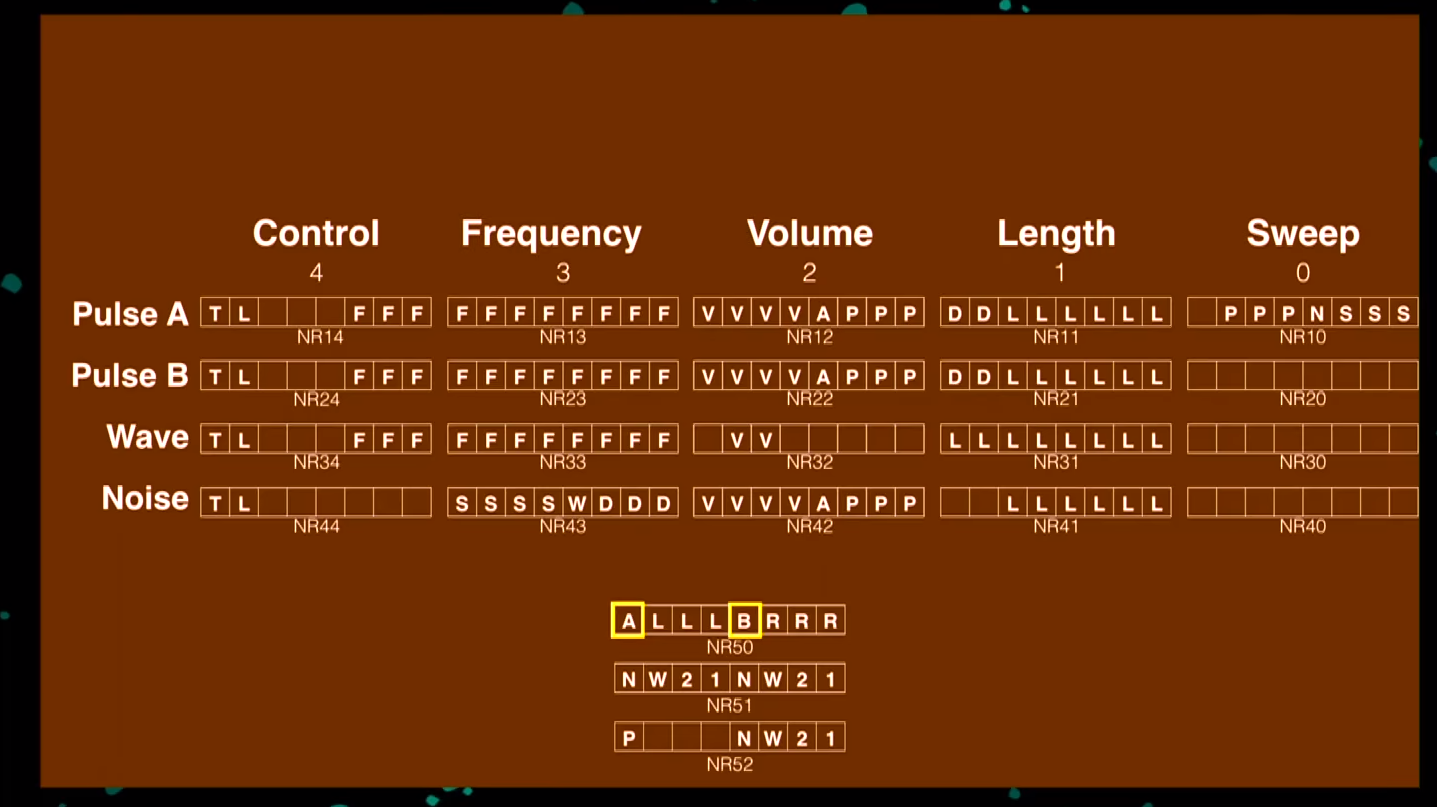 Control Frequency Volume Length Sweep
4 3 2 1 0
Pulse A T L F F F F F F F F F F F V V V V A P P P D D L L L L L L P P P N S S S
NR14 NR13 NR12 NR11 NR10
Pulse B T L F F F F F F F F F F F V V V V A P P P D D L L L L L L
NR24 NR23 NR22 NR21 NR20
Wave T L F F F F F F F F F F F V V L L L L L L L L
NR34 NR33 NR32 NR31 NR30
Noise T L S S S S W D D D V V V V A P P P L L L L L L
NR44 NR43 NR42 NR41 NR40
A L L L B R R R
NR50
N W 2 1 N W 2 1
NR51
P N W 2 1
NR52